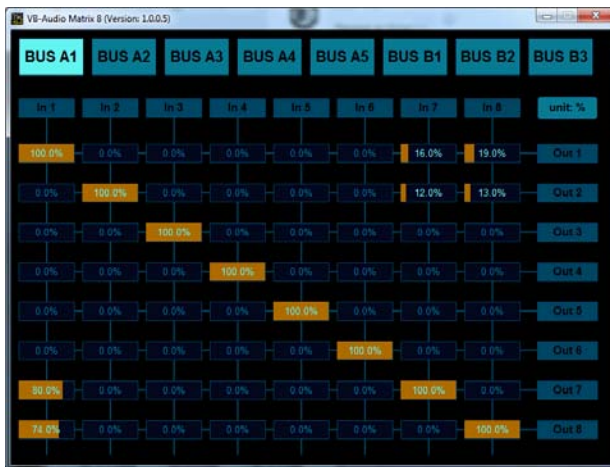 VB-Audio Matrix 8 (Version: 1.0.0.5)
BUS A1 BUS A2 BUS A3 BUS A4 BUS A5 BUS B1 BUS B2 BUS B3
In 1 In 2 In 3 In 4 In 5 In 6 In 7 In 8 unit: %
100.0% 0.0% 0.0% 0.0% 0.0% 0.0% 16.0% 19.0% Out 1
0.0% 100.0% 0.0% 0.0% 0.0% 0.0% 12.0% 13.0% Out 2
0.0% 0.0% 100.0% 0.0% 0.0% 0.0% 0.0% 0.0% Out 3
0.0% 0.0% 0.0% 100.0% 0.0% 0.0% 0.0% 0.0% Out 4
0.0% 0.0% 0.0% 0.0% 100.0% 0.0% 0.0% 0.0% Out 5
0.0% 0.0% 0.0% 0.0% 0.0% 100.0% 0.0% 0.0% Out 6
80.0% 0.0% 0.0% 0.0% 0.0% 0.0% 100.0% 0.0% Out 7
74.0% 0.0% 0.0% 0.0% 0.0% 0.0% 0.0% 100.0% Out 8